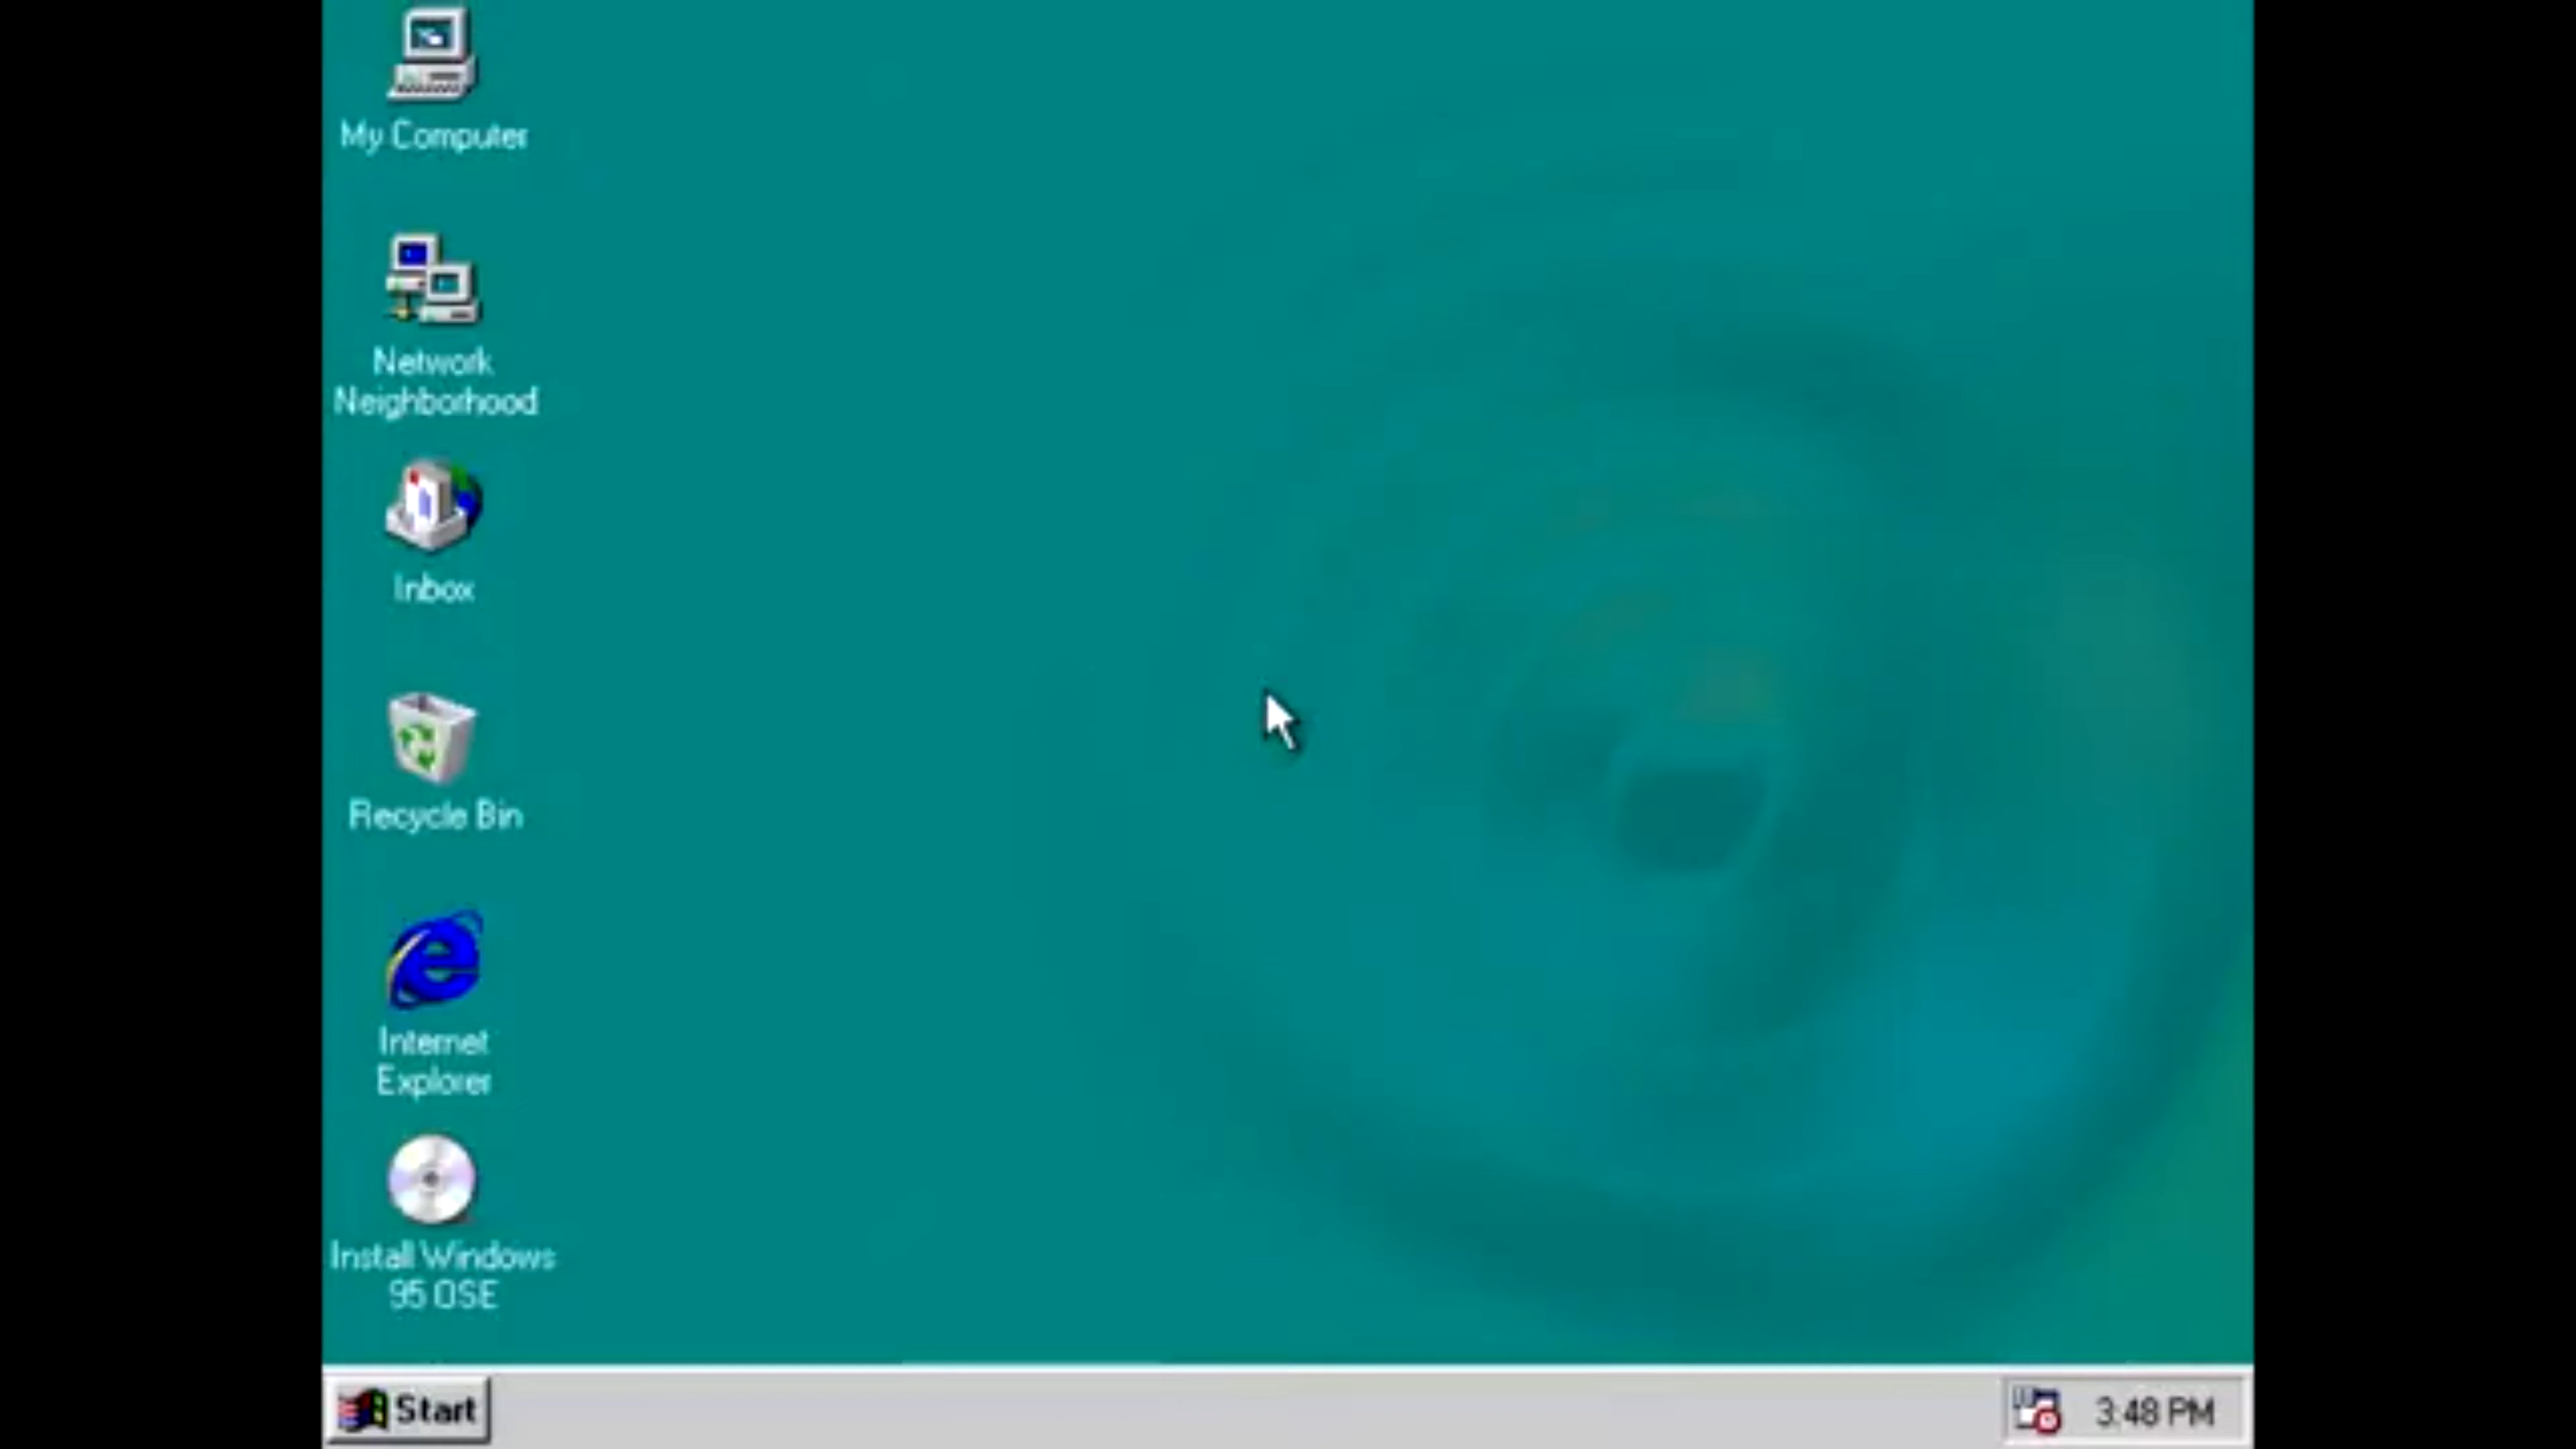 My Computer
Network
Neighborhood
Inbox
Recycle Bin
Internet
Explorer
Install Windows
95 OSE
Start
3:48 PM